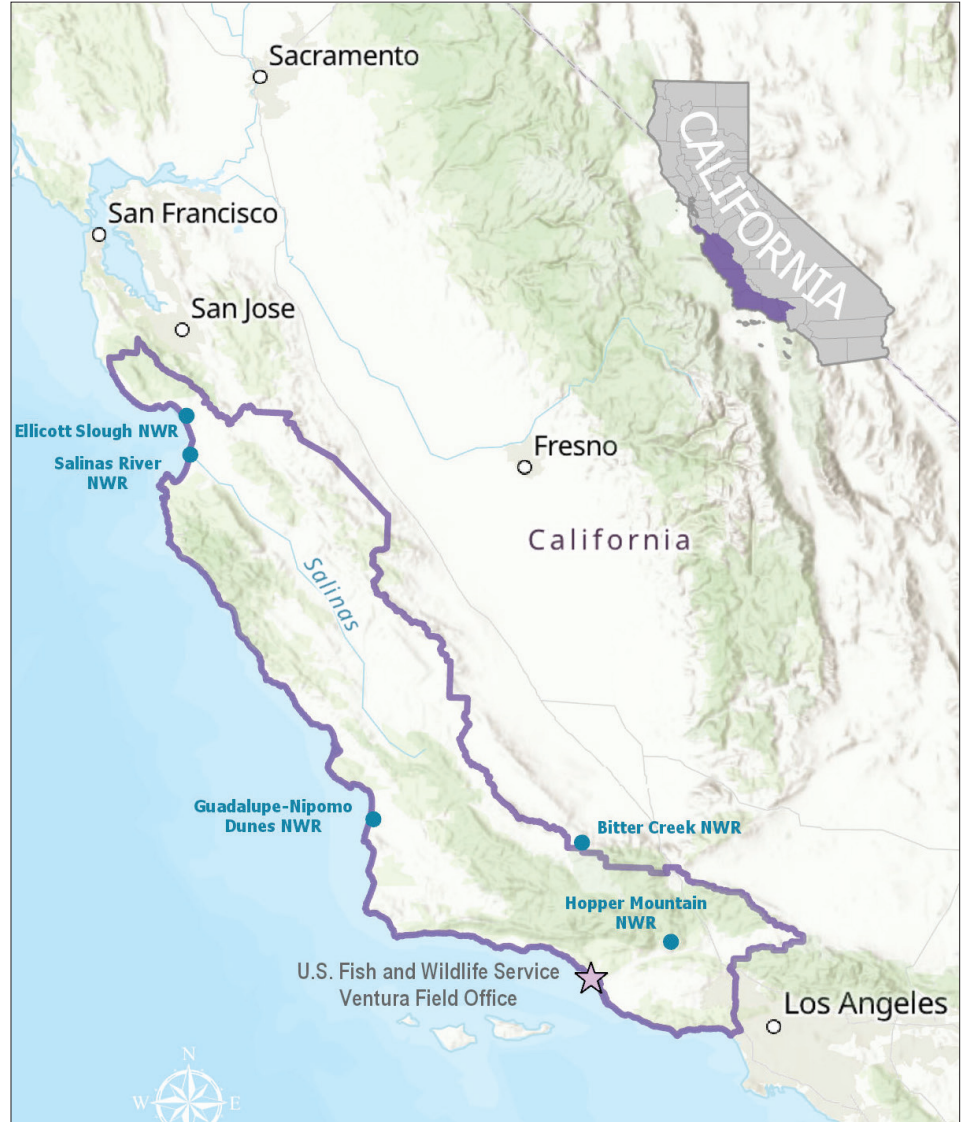 Sacramento
CALIFORNIA
San Francisco
San Jose
Ellicott Slough NWR
Salinas River
NWR
Fresno
California
Salinas
Guadalupe-Nipomo
Dunes NWR
Bitter Creek NWR
Hopper Mountain
NWR
U.S. Fish and Wildlife Service
Ventura Field Office
Los Angeles
N
W
E